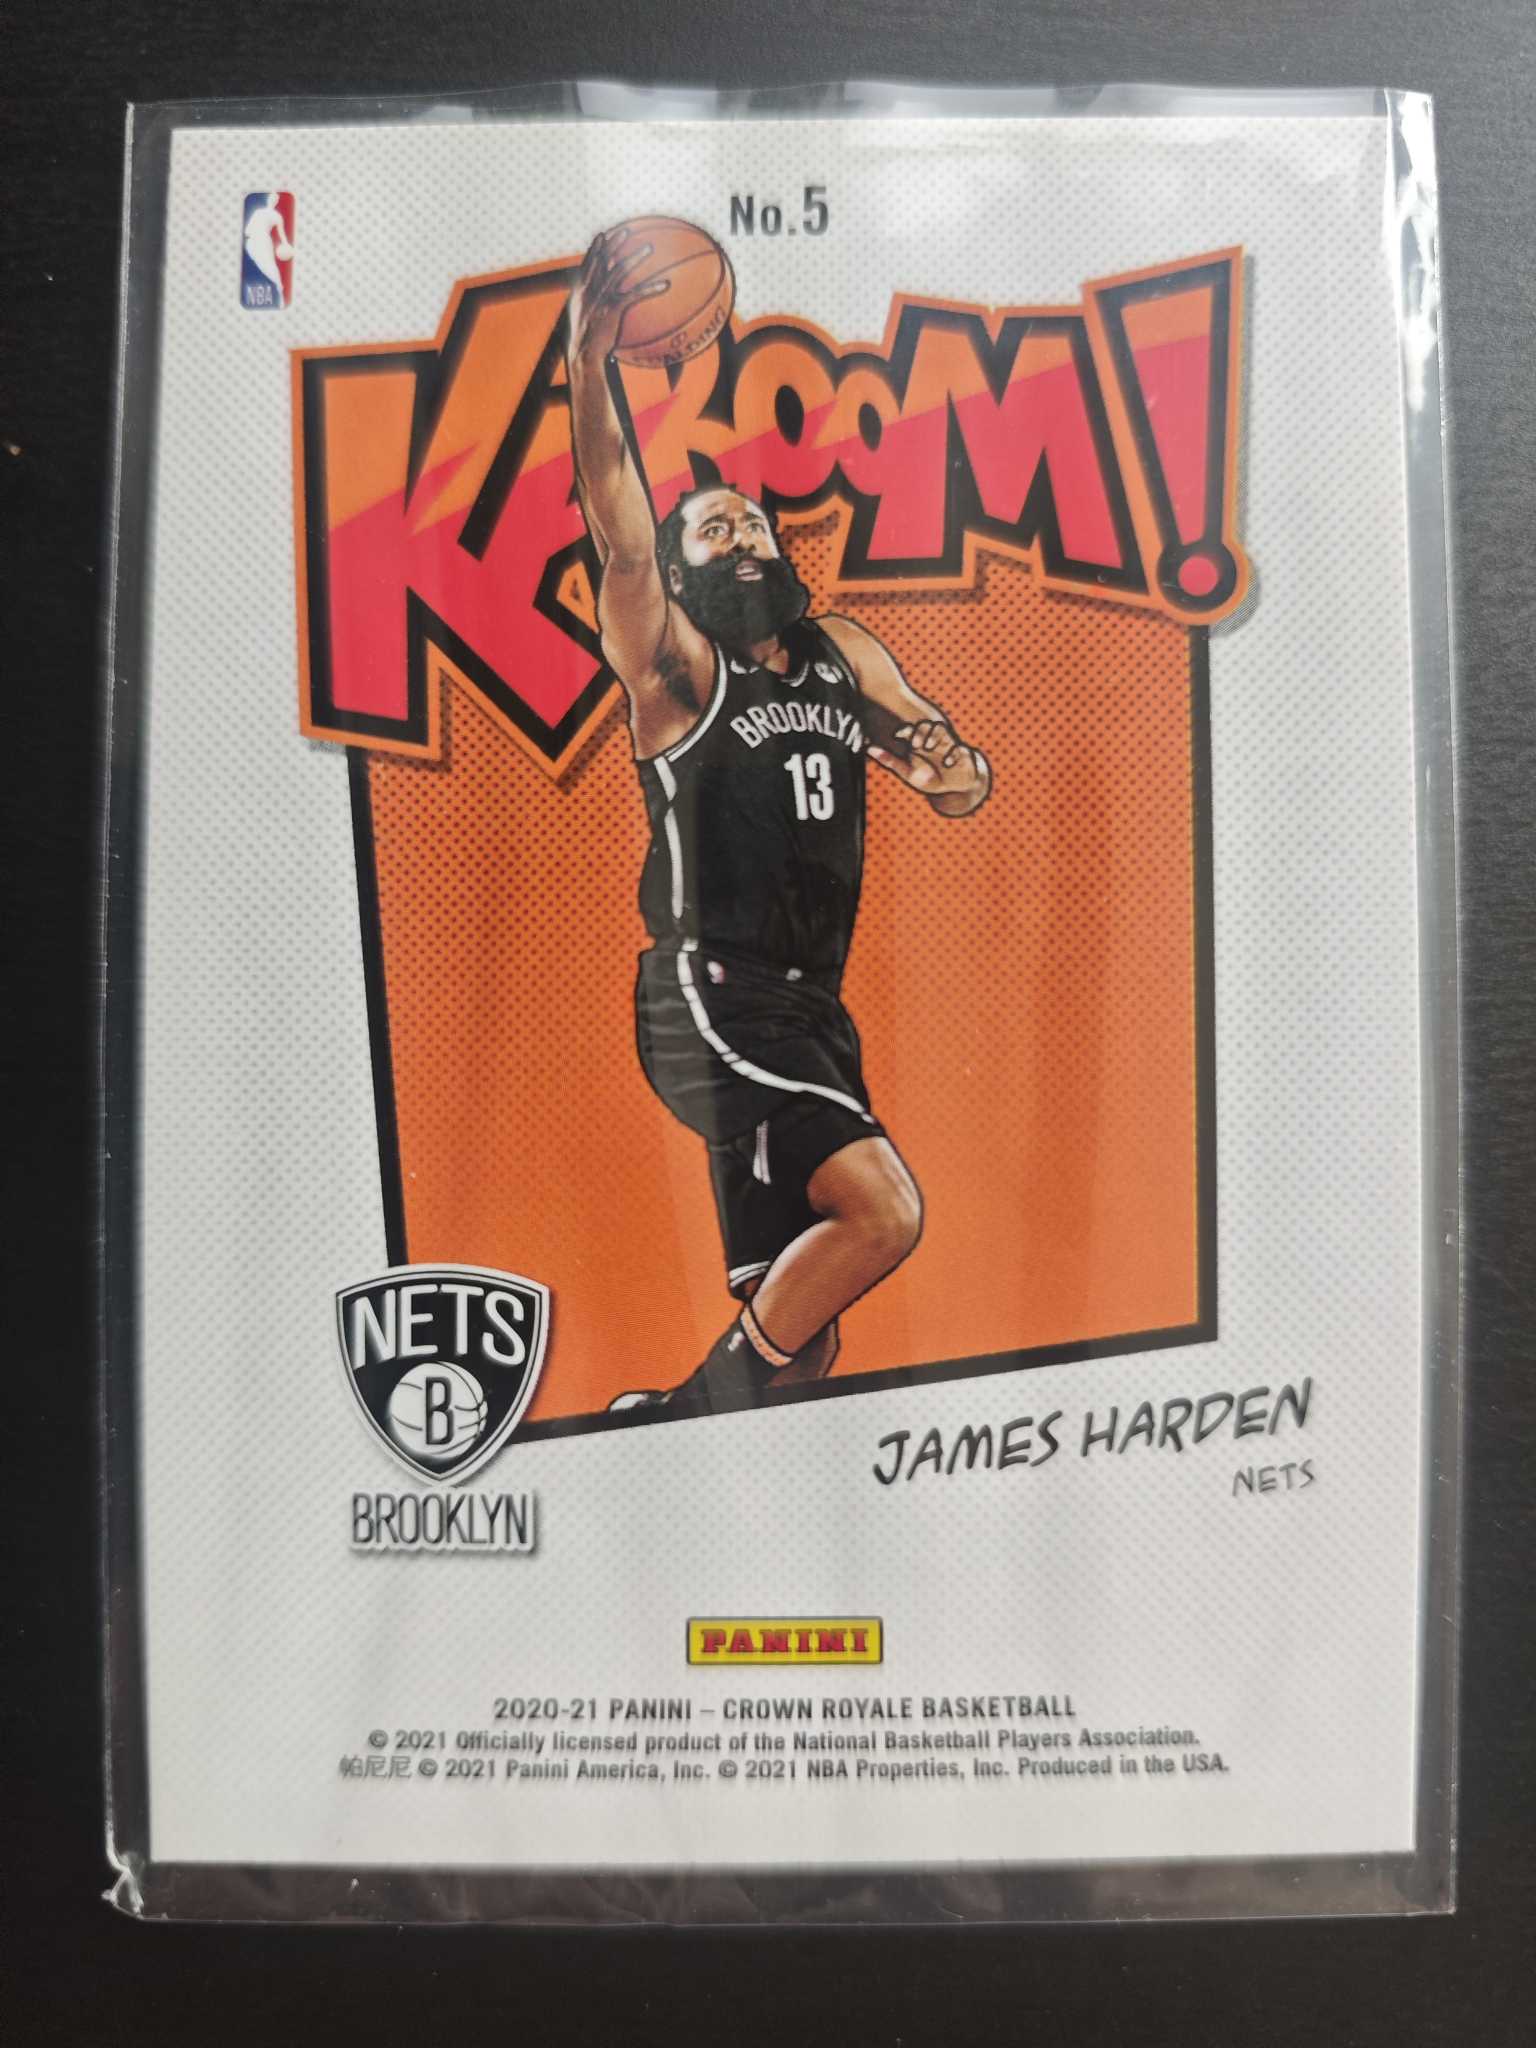 No.5
NBA
KABOOM!
SPALDING
BROOKLYN
13
NETS
B
BROOKLYN
JAMES HARDEN
NETS
PANINI
2020-21 PANINI – CROWN ROYALE BASKETBALL
© 2021 Officially licensed product of the National Basketball Players Association.
帕尼尼 © 2021 Panini America, Inc. © 2021 NBA Properties, Inc. Produced in the USA.